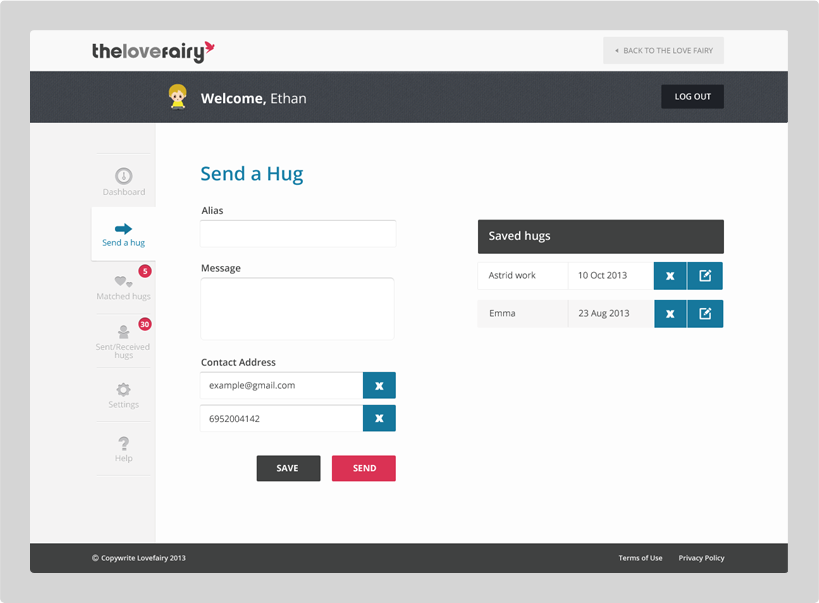 thelovefairy
BACK TO THE LOVE FAIRY
Welcome, Ethan
LOG OUT
Dashboard
Send a hug
5
Matched hugs
30
Sent/Received
hugs
Settings
?
Help
Send a Hug
Alias
Message
Contact Address
example@gmail.com
x
6952004142
x
SAVE
SEND
Saved hugs
Astrid work
10 Oct 2013
x
Emma
23 Aug 2013
x
© Copywrite Lovefairy 2013
Terms of Use
Privacy Policy